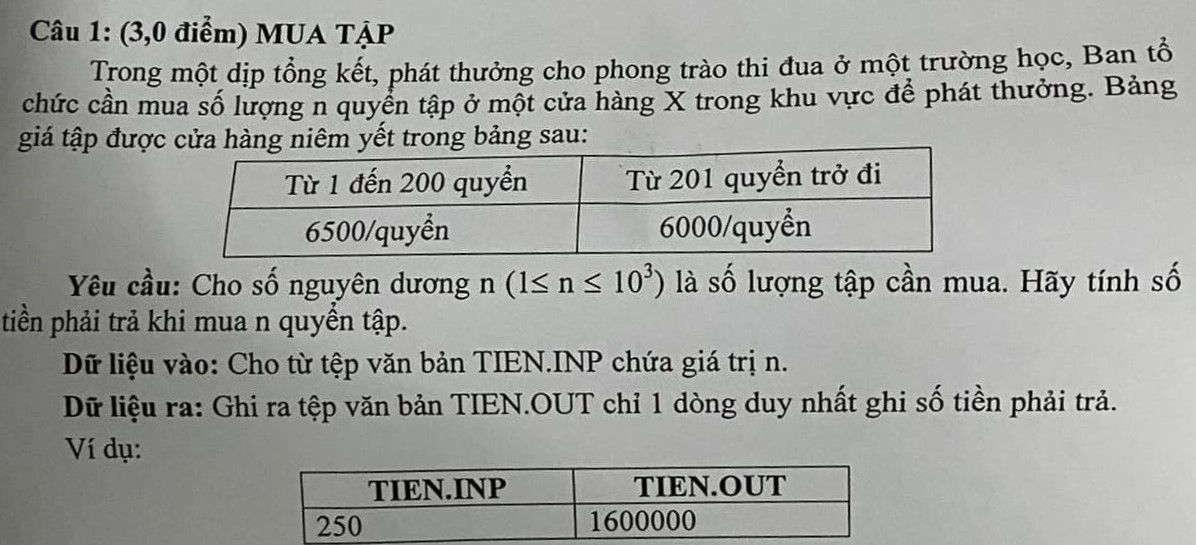 Câu 1: (3,0 điểm) MUA TẬP
Trong một dịp tổng kết, phát thưởng cho phong trào thi đua ở một trường học, Ban tổ
chức cần mua số lượng n quyển tập ở một cửa hàng X trong khu vực để phát thưởng. Bảng
giá tập được cửa hàng niêm yết trong bảng sau:
Từ 1 đến 200 quyển Từ 201 quyển trở đi
6500/quyển 6000/quyển
Yêu cầu: Cho số nguyên dương n (1≤ n ≤ 10³) là số lượng tập cần mua. Hãy tính số
tiền phải trả khi mua n quyển tập.
Dữ liệu vào: Cho từ tệp văn bản TIEN.INP chứa giá trị n.
Dữ liệu ra: Ghi ra tệp văn bản TIEN.OUT chỉ 1 dòng duy nhất ghi số tiền phải trả.
Ví dụ:
TIEN.INP TIEN.OUT
250 1600000